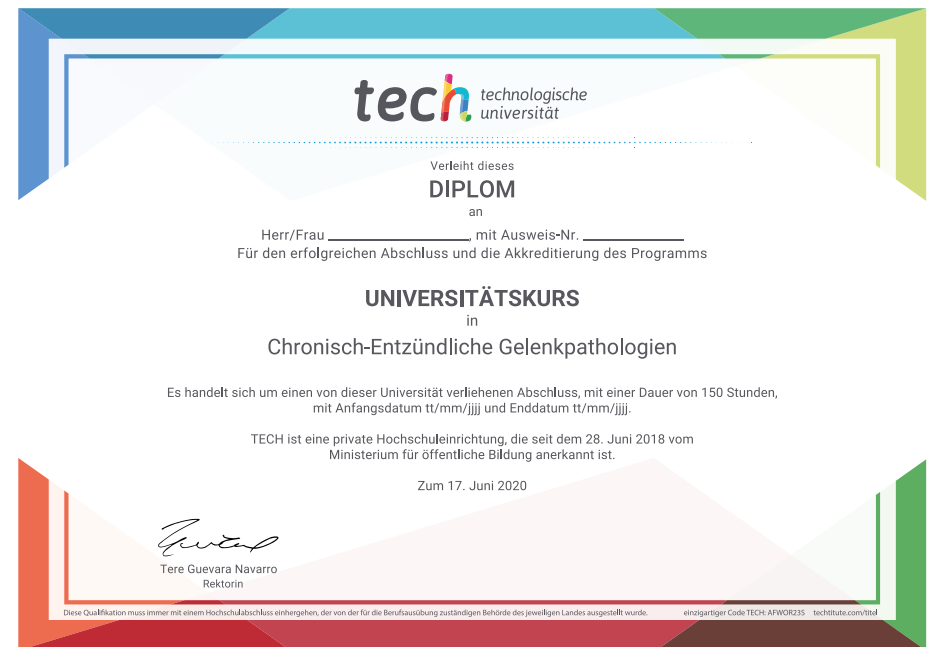 tech technologische
universität
Verleiht dieses
DIPLOM
an
Herr/Frau ____________________, mit Ausweis-Nr. ______________
Für den erfolgreichen Abschluss und die Akkreditierung des Programms
UNIVERSITÄTSKURS
in
Chronisch-Entzündliche Gelenkpathologien
Es handelt sich um einen von dieser Universität verliehenen Abschluss, mit einer Dauer von 150 Stunden,
mit Anfangsdatum tt/mm/jjjj und Enddatum tt/mm/jjjj.
TECH ist eine private Hochschuleinrichtung, die seit dem 28. Juni 2018 vom
Ministerium für öffentliche Bildung anerkannt ist.
Zum 17. Juni 2020
Tere Guevara Navarro
Rektorin
Diese Qualifikation muss immer mit einem Hochschulabschluss einhergehen, der von der für die Berufsausübung zuständigen Behörde des jeweiligen Landes ausgestellt wurde. einzigartiger Code TECH: AFWOR23S techtitute.com/titel